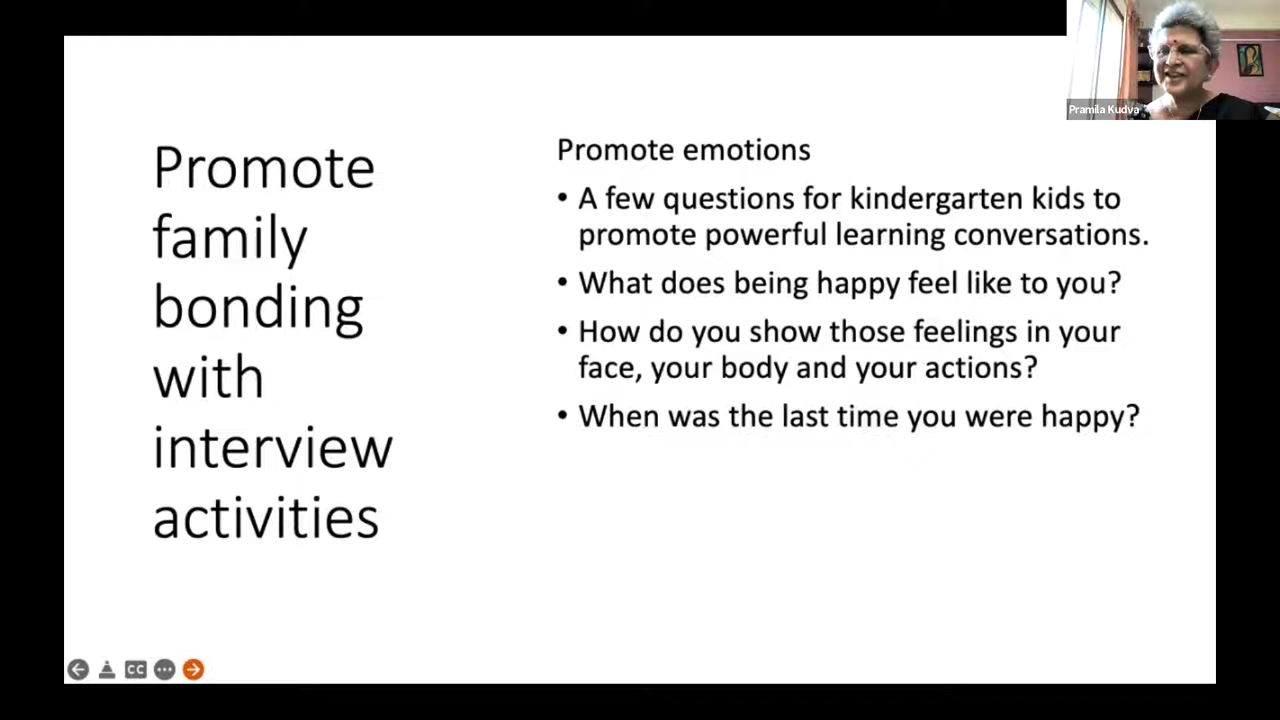 Pramila Kudva
Promote
family
bonding
with
interview
activities
Promote emotions
• A few questions for kindergarten kids to
promote powerful learning conversations.
• What does being happy feel like to you?
• How do you show those feelings in your
face, your body and your actions?
• When was the last time you were happy?
CC